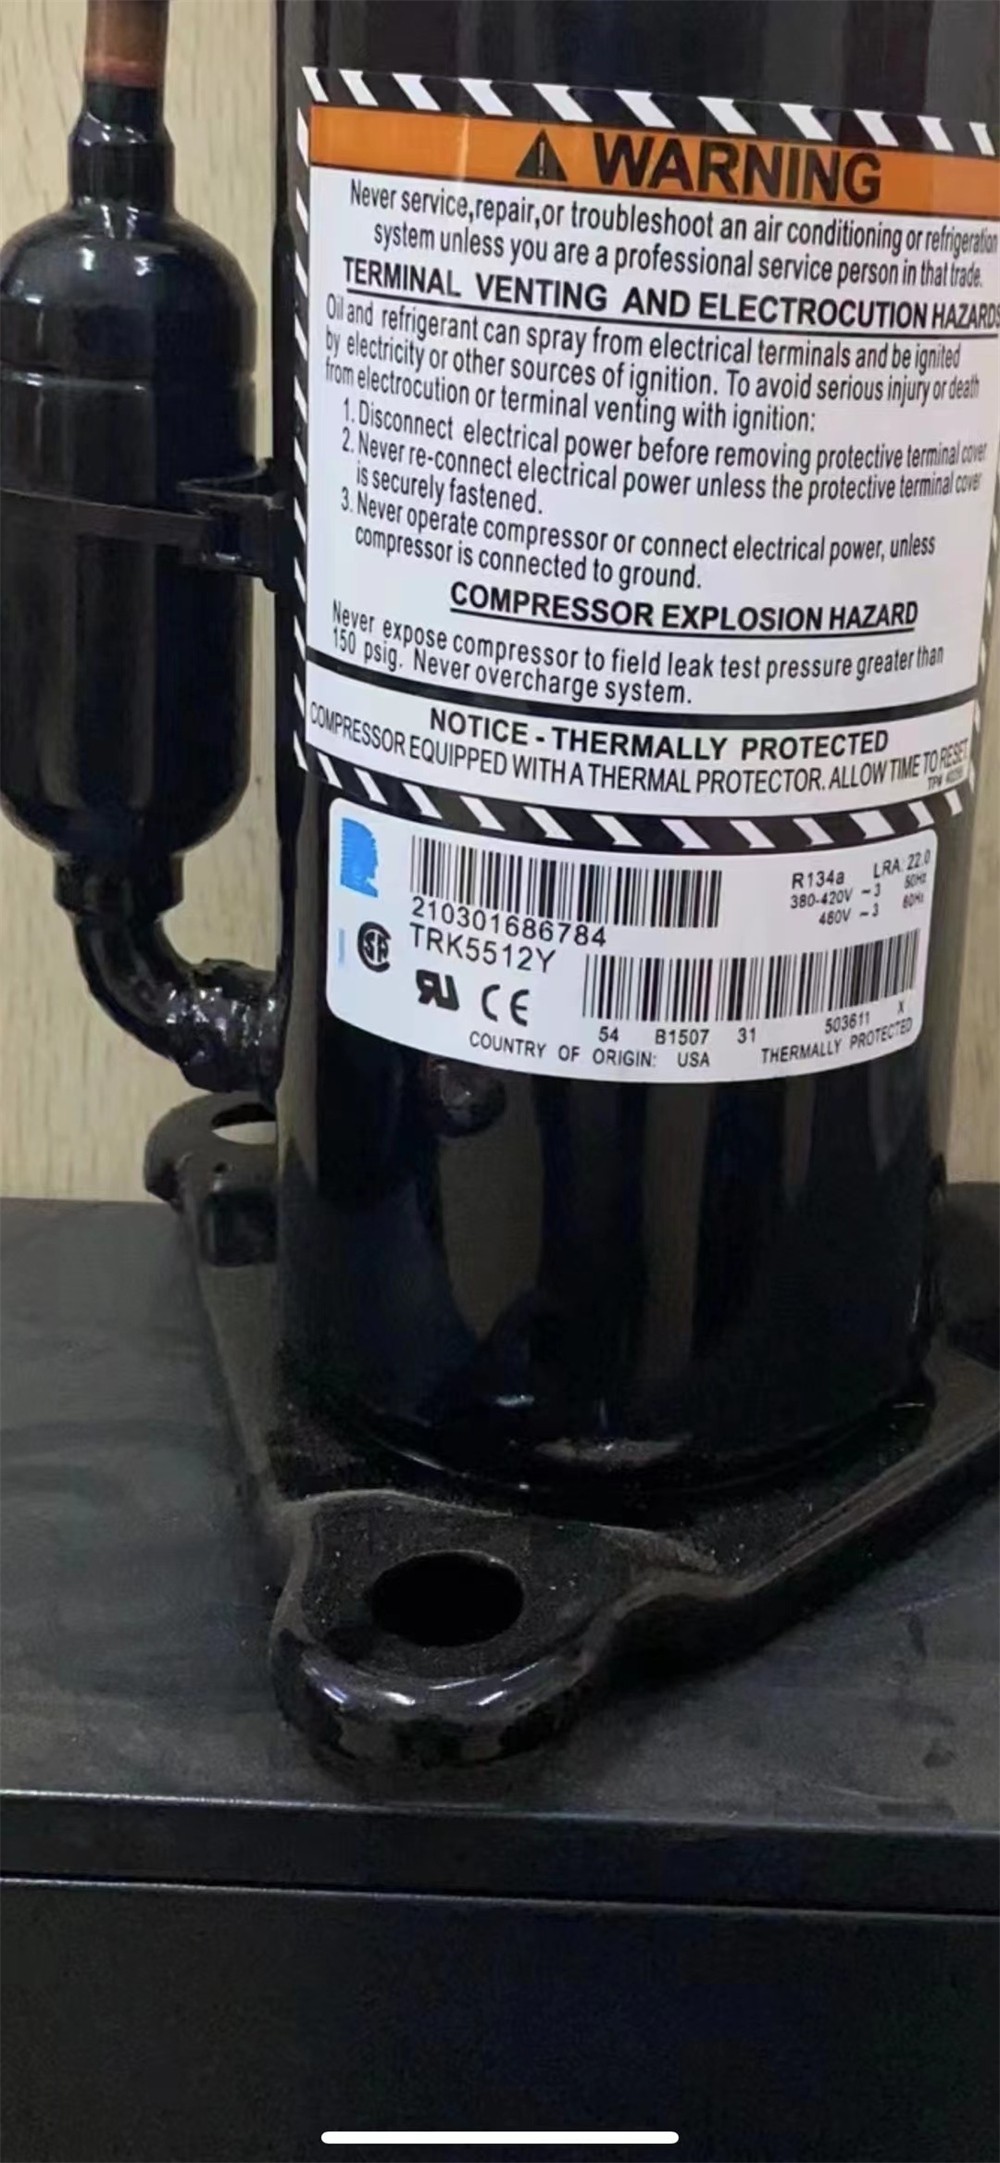 WARNING
Never service,repair,or troubleshoot an air conditioning or refrigeration
system unless you are a professional service person in that trade.
TERMINAL VENTING AND ELECTROCUTION HAZARDS
Oil and refrigerant can spray from electrical terminals and be ignited
by electricity or other sources of ignition. To avoid serious injury or death
from electrocution or terminal venting with ignition:
1. Disconnect electrical power before removing protective terminal cover
2. Never re-connect electrical power unless the protective terminal cover
is securely fastened.
3. Never operate compressor or connect electrical power, unless
compressor is connected to ground.
COMPRESSOR EXPLOSION HAZARD
Never expose compressor to field leak test pressure greater than
150 psig. Never overcharge system.
NOTICE - THERMALLY PROTECTED
COMPRESSOR EQUIPPED WITH A THERMAL PROTECTOR. ALLOW TIME TO RESET
TP#
R134a LRA 22.0
380-420V ~3 50Hz
460V ~3 60Hz
210301686784
TRK5512Y
CE
54 B1507 31 503611 X
COUNTRY OF ORIGIN: USA THERMALLY PROTECTED